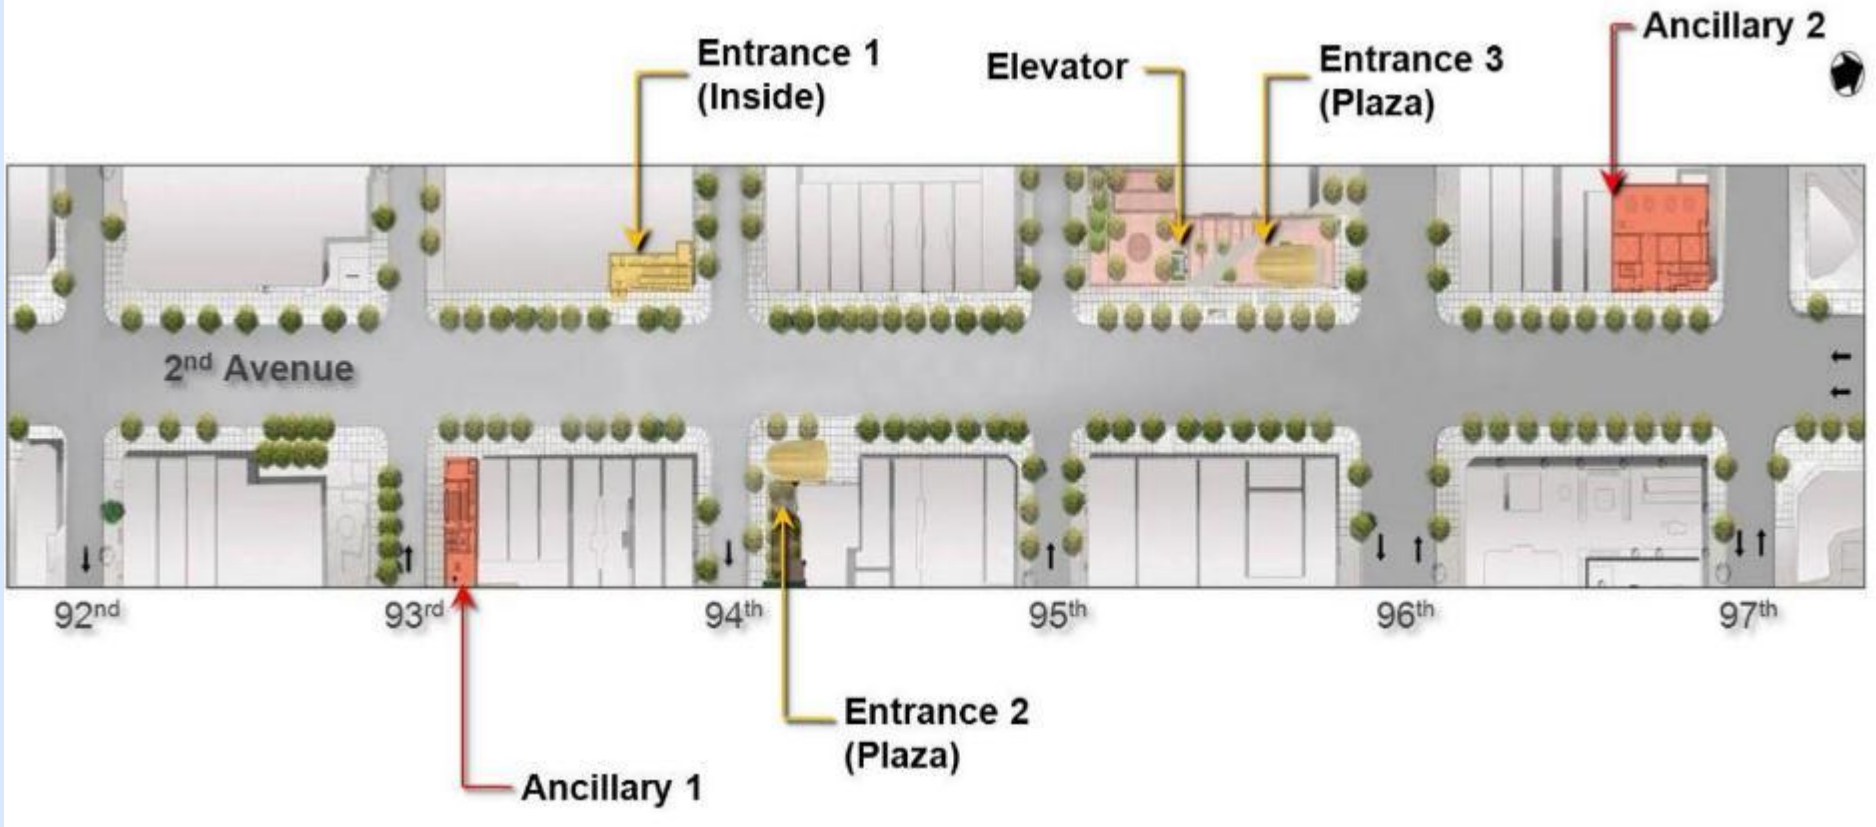 Ancillary 2
Entrance 1
(Inside)
Elevator
Entrance 3
(Plaza)
2nd Avenue
92nd
93rd
94th
95th
96th
97th
Entrance 2
(Plaza)
Ancillary 1